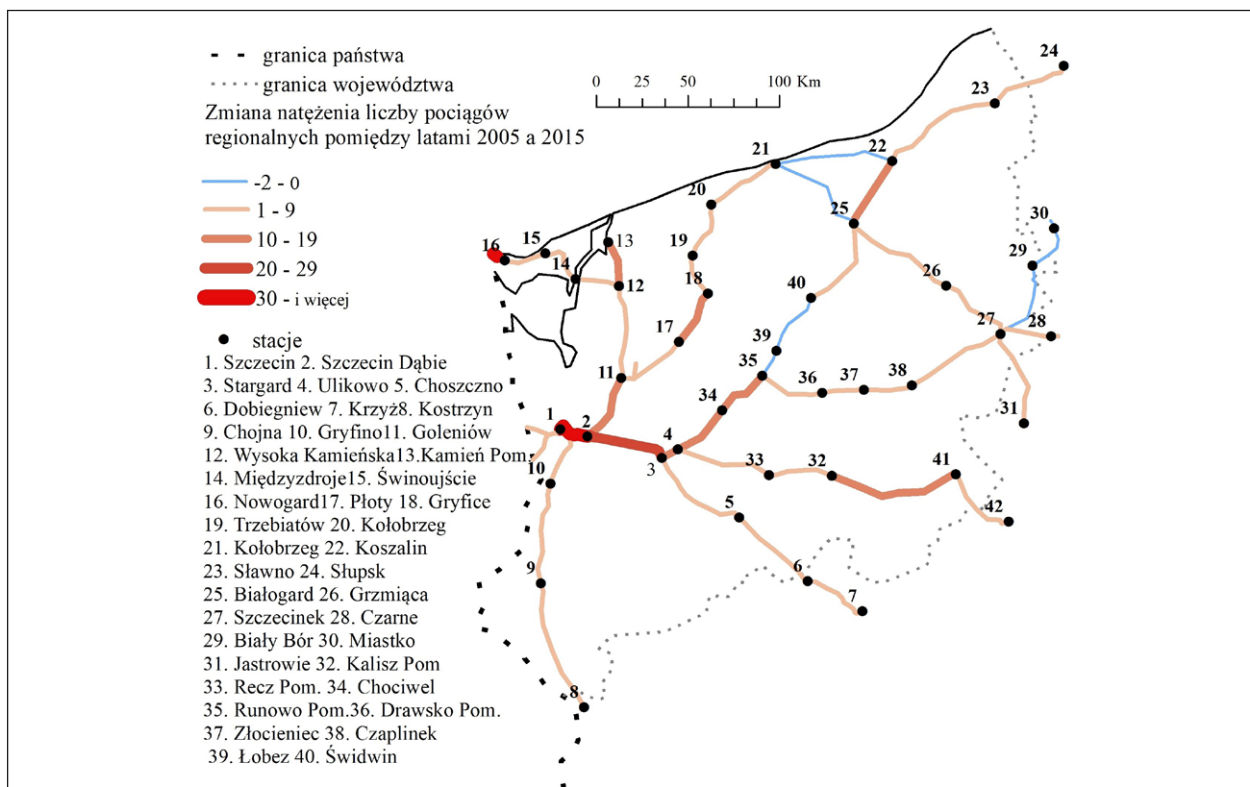 granica państwa
granica województwa
Zmiana natężenia liczby pociągów
regionalnych pomiędzy latami 2005 a 2015
-2 - 0
1 - 9
10 - 19
20 - 29
30 - i więcej
stacje
1. Szczecin 2. Szczecin Dąbie
3. Stargard 4. Ulikowo 5. Choszczno
6. Dobiegniew 7. Krzyż8. Kostrzyn
9. Chojna 10. Gryfino11. Goleniów
12. Wysoka Kamieńska13.Kamień Pom.
14. Międzyzdroje15. Świnoujście
16. Nowogard17. Płoty 18. Gryfice
19. Trzebiatów 20. Kołobrzeg
21. Kołobrzeg 22. Koszalin
23. Sławno 24. Słupsk
25. Białogard 26. Grzmiąca
27. Szczecinek 28. Czarne
29. Biały Bór 30. Miastko
31. Jastrowie 32. Kalisz Pom
33. Recz Pom. 34. Chociwel
35. Runowo Pom.36. Drawsko Pom.
37. Złocieniec 38. Czaplinek
39. Łobez 40. Świdwin
0 50 100 Km
24
23
21
22
20
25
30
16
15
13
19
29
14
12
18
40
26
17
39
27
28
11
35
36
37
38
34
31
1
2
4
3
33
32
41
10
5
42
9
6
7
8